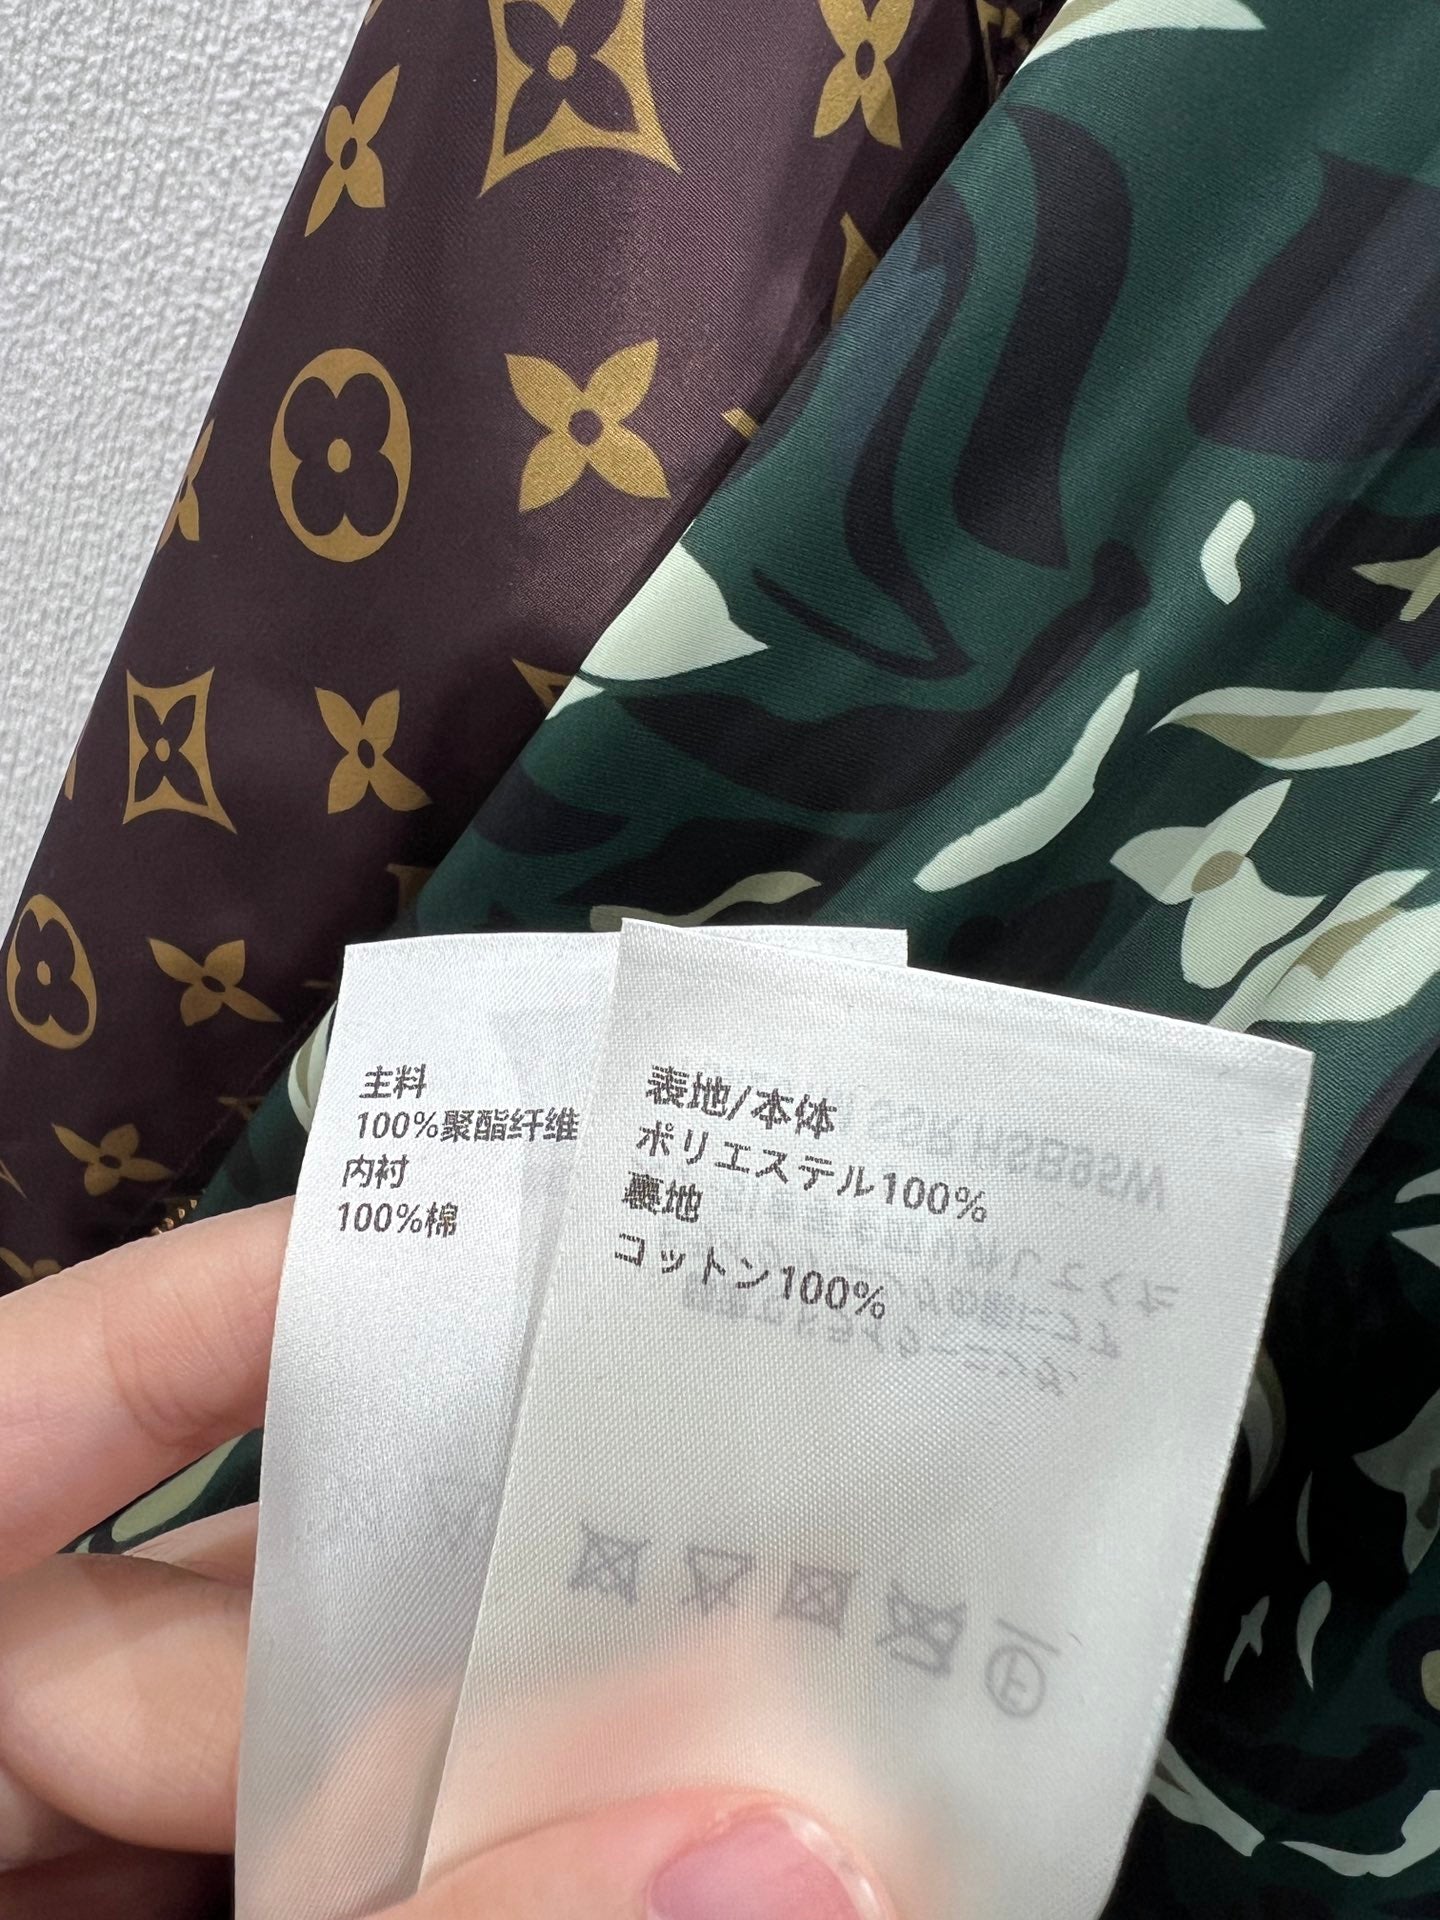 主料
100%聚酯纤维
内衬
100%棉
表地/本体
ポリエステル100%
裏地
コットン100%